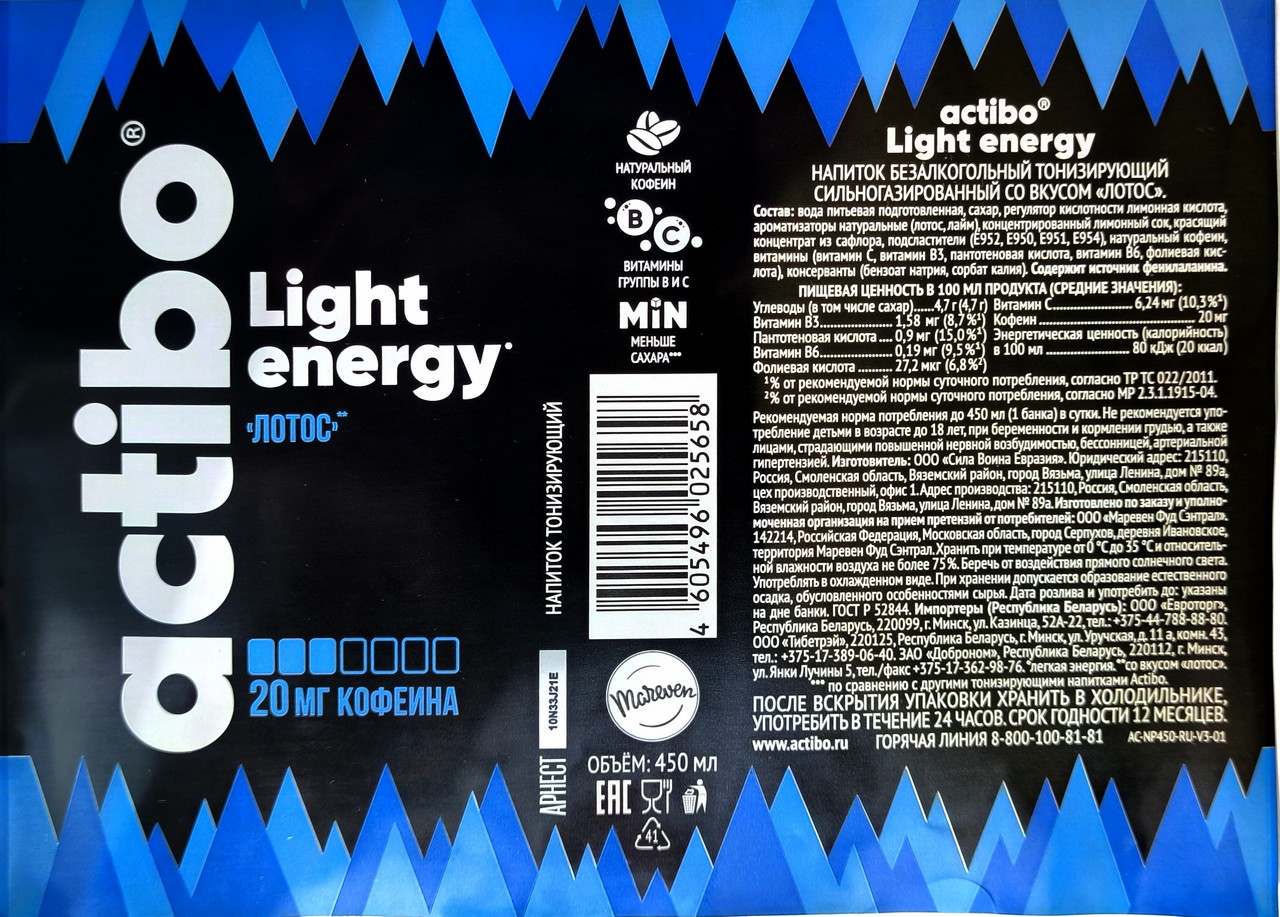 actibo®
Light
energy*
«ЛОТОС»**
20 МГ КОФЕИНА
НАПИТОК ТОНИЗИРУЮЩИЙ
10N33J21E
АРНЕСТ
НАТУРАЛЬНЫЙ
КОФЕИН
B C
ВИТАМИНЫ
ГРУППЫ В И С
MiN
МЕНЬШЕ
САХАРА***
4 605496 025658
Mareven
ОБЪЁМ: 450 мл
EAC
41
actibo®
Light energy
НАПИТОК БЕЗАЛКОГОЛЬНЫЙ ТОНИЗИРУЮЩИЙ
СИЛЬНОГАЗИРОВАННЫЙ СО ВКУСОМ «ЛОТОС».
Состав: вода питьевая подготовленная, сахар, регулятор кислотности лимонная кислота,
ароматизаторы натуральные (лотос, лайм), концентрированный лимонный сок, красящий
концентрат из сафлора, подсластители (Е952, Е950, Е951, Е954), натуральный кофеин,
витамины (витамин С, витамин В3, пантотеновая кислота, витамин В6, фолиевая кис-
лота), консерванты (бензоат натрия, сорбат калия). Содержит источник фенилаланина.
ПИЩЕВАЯ ЦЕННОСТЬ В 100 МЛ ПРОДУКТА (СРЕДНИЕ ЗНАЧЕНИЯ):
Углеводы (в том числе сахар)......4,7 г (4,7 г)
Витамин В3.................. 1,58 мг (8,7%¹)
Пантотеновая кислота .... 0,9 мг (15,0%¹)
Витамин В6.................. 0,19 мг (9,5%¹)
Фолиевая кислота .......... 27,2 мкг (6,8%²)
Витамин С..................... 6,24 мг (10,3%¹)
Кофеин ....................................... 20 мг
Энергетическая ценность (калорийность)
в 100 мл ..................... 80 кДж (20 ккал)
¹% от рекомендуемой нормы суточного потребления, согласно ТР ТС 022/2011.
²% от рекомендуемой нормы суточного потребления, согласно МР 2.3.1.1915-04.
Рекомендуемая норма потребления до 450 мл (1 банка) в сутки. Не рекомендуется упо-
требление детьми в возрасте до 18 лет, при беременности и кормлении грудью, а также
лицами, страдающими повышенной нервной возбудимостью, бессонницей, артериальной
гипертензией. Изготовитель: ООО «Сила Воина Евразия». Юридический адрес: 215110,
Россия, Смоленская область, Вяземский район, город Вязьма, улица Ленина, дом № 89а,
цех производственный, офис 1. Адрес производства: 215110, Россия, Смоленская область,
Вяземский район, город Вязьма, улица Ленина, дом № 89а. Изготовлено по заказу и уполно-
моченная организация на прием претензий от потребителей: ООО «Маревен Фуд Сэнтрал».
142214, Российская Федерация, Московская область, город Серпухов, деревня Ивановское,
территория Маревен Фуд Сэнтрал. Хранить при температуре от 0 °С до 35 °С и относитель-
ной влажности воздуха не более 75%. Беречь от воздействия прямого солнечного света.
Употреблять в охлажденном виде. При хранении допускается образование естественного
осадка, обусловленного особенностями сырья. Дата розлива и употребить до: указаны
на дне банки. ГОСТ Р 52844. Импортеры (Республика Беларусь): ООО «Евроторг»,
Республика Беларусь, 220099, г. Минск, ул. Казинца, 52А-22, тел.: +375-44-788-88-80.
ООО «Тибетрэй», 220125, Республика Беларусь, г. Минск, ул. Уручская, д. 11 а, комн. 43,
тел.: +375-17-389-06-40. ЗАО «Доброном», Республика Беларусь, 220112, г. Минск,
ул. Янки Лучины 5, тел./факс +375-17-362-98-76. *легкая энергия. **со вкусом «лотос».
*** по сравнению с другими тонизирующими напитками Actibo.
ПОСЛЕ ВСКРЫТИЯ УПАКОВКИ ХРАНИТЬ В ХОЛОДИЛЬНИКЕ,
УПОТРЕБИТЬ В ТЕЧЕНИЕ 24 ЧАСОВ. СРОК ГОДНОСТИ 12 МЕСЯЦЕВ.
www.actibo.ru ГОРЯЧАЯ ЛИНИЯ 8-800-100-81-81 AC-NP450-RU-V3-01